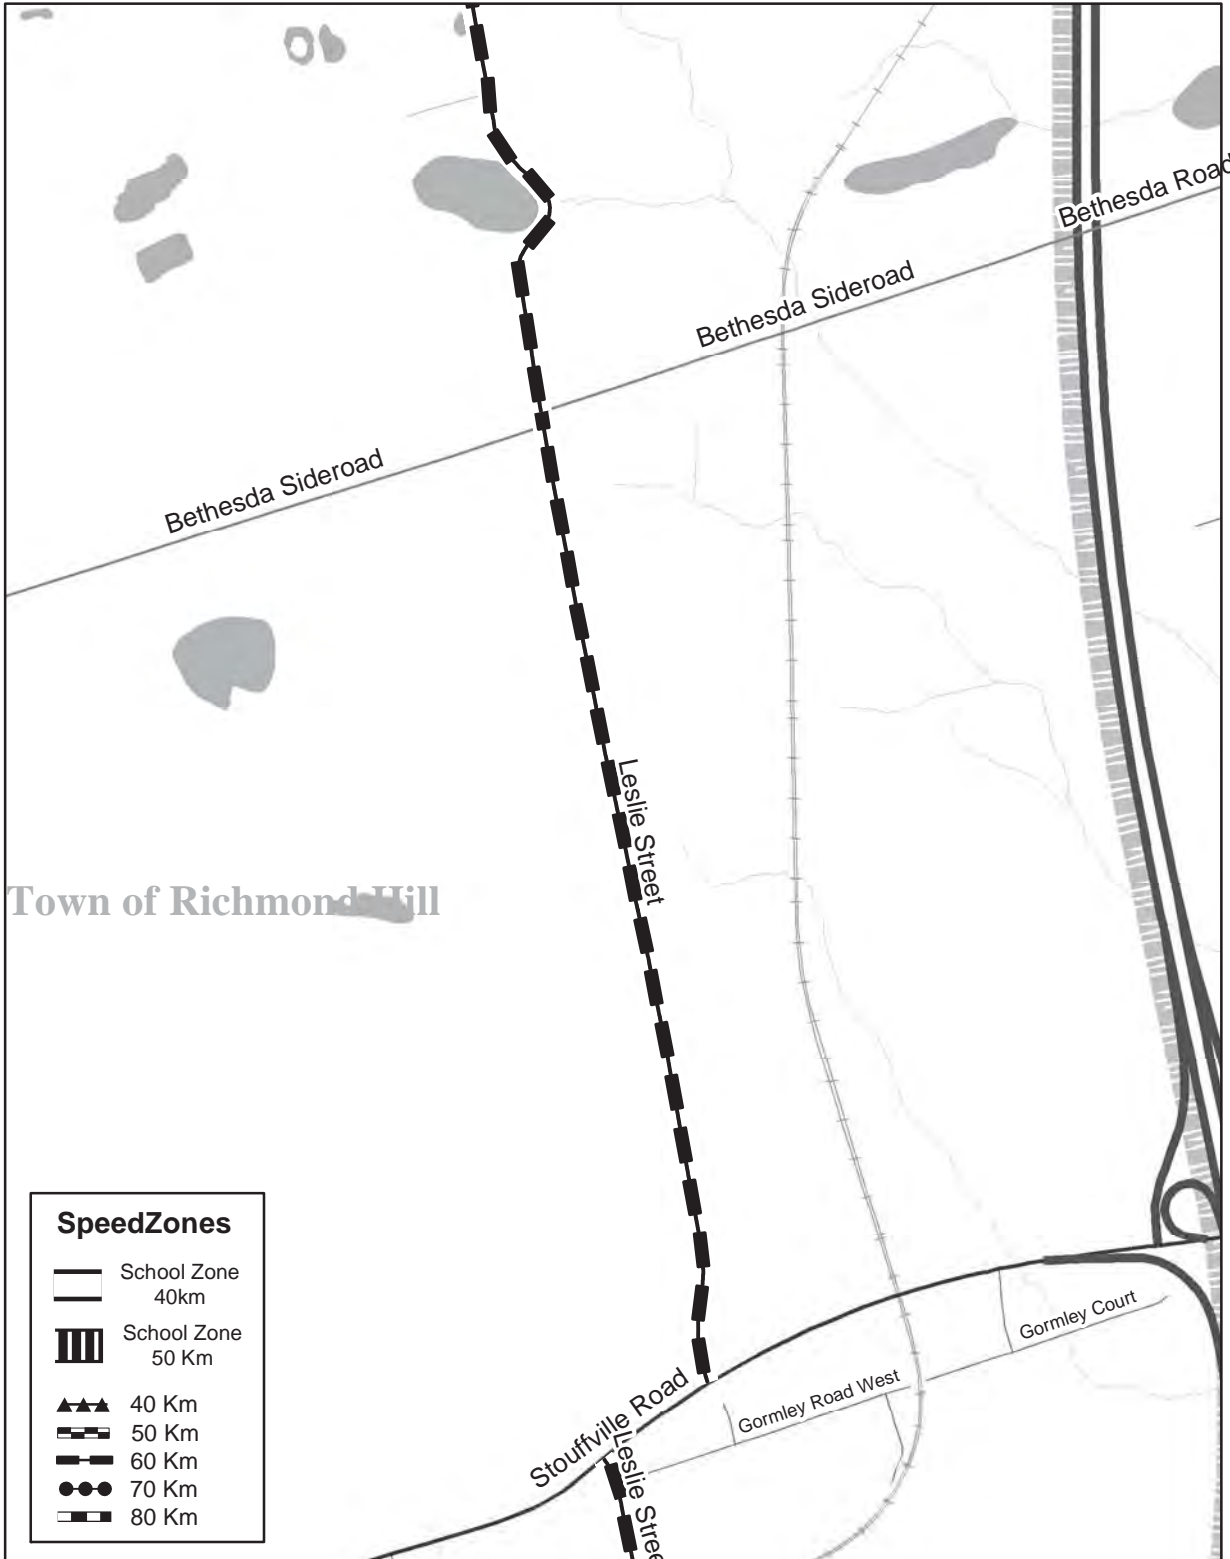 Bethesda Road
Bethesda Sideroad
Bethesda Sideroad
Leslie Street
Town of Richmond Hill
SpeedZones
School Zone
40km
School Zone
50 Km
40 Km
50 Km
60 Km
70 Km
80 Km
Gormley Court
Gormley Road West
Stouffville Road
Leslie Stree